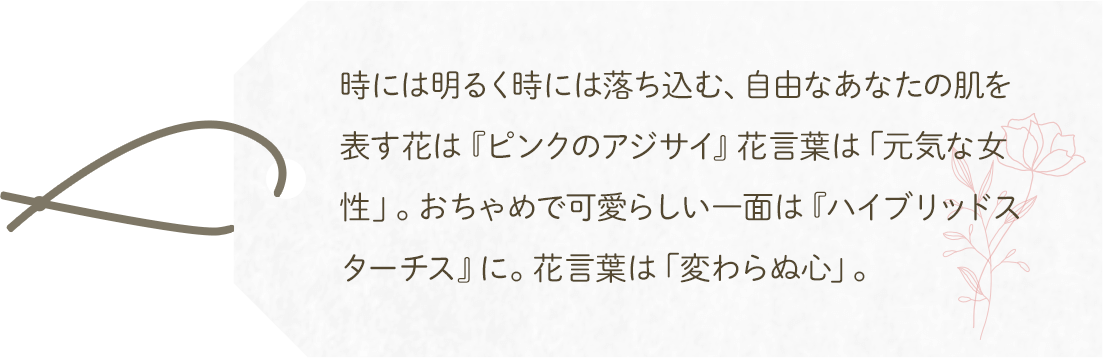 時には明るく時には落ち込む、自由なあなたの肌を
表す花は『ピンクのアジサイ』花言葉は「元気な女
性」。おちゃめで可愛らしい一面は『ハイブリッドス
ターチス』に。花言葉は「変わらぬ心」。